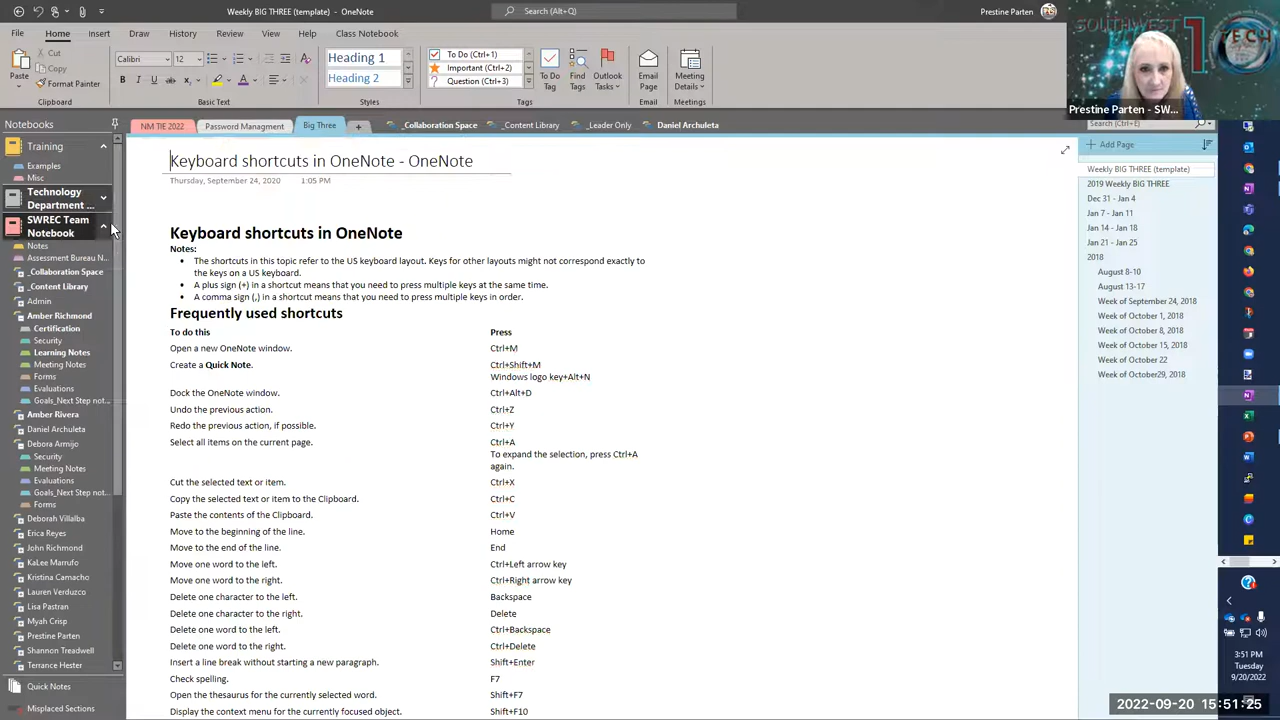 Weekly BIG THREE (template) - OneNote
Search (Alt+Q)
Prestine Parten
File Home Insert Draw History Review View Help Class Notebook
Paste
Cut
Copy
Format Painter
Clipboard
Calibri 12
Basic Text
Heading 1
Heading 2
Styles
To Do (Ctrl+1)
Important (Ctrl+2)
Question (Ctrl+3)
To Do Tag
Find Tags
Outlook Tasks
Tags
Email Page
Email
Meeting Details
Meetings
SOUTHWEST
TECH
Prestine Parten - SW...
Notebooks
NM TIE 2022 Password Managment Big Three _Collaboration Space _Content Library _Leader Only Daniel Archuleta
Search (Ctrl+E)
Training
Examples
Misc
Technology Department ...
SWREC Team Notebook
Notes
Assessment Bureau N...
_Collaboration Space
_Content Library
Admin
Amber Richmond
Certification
Security
Learning Notes
Meeting Notes
Forms
Evaluations
Goals_Next Step not...
Amber Rivera
Daniel Archuleta
Debora Armijo
Security
Meeting Notes
Evaluations
Goals_Next Step not...
Forms
Deborah Villalba
Erica Reyes
John Richmond
KaLee Marrufo
Kristina Camacho
Lauren Verduzco
Lisa Pastran
Myah Crisp
Prestine Parten
Shannon Treadwell
Terrance Hester
Quick Notes
Misplaced Sections
Keyboard shortcuts in OneNote - OneNote
Thursday, September 24, 2020 1:05 PM
Keyboard shortcuts in OneNote
Notes:
The shortcuts in this topic refer to the US keyboard layout. Keys for other layouts might not correspond exactly to
the keys on a US keyboard.
A plus sign (+) in a shortcut means that you need to press multiple keys at the same time.
A comma sign (,) in a shortcut means that you need to press multiple keys in order.
Frequently used shortcuts
To do this Press
Open a new OneNote window. Ctrl+M
Create a Quick Note. Ctrl+Shift+M
Windows logo key+Alt+N
Dock the OneNote window. Ctrl+Alt+D
Undo the previous action. Ctrl+Z
Redo the previous action, if possible. Ctrl+Y
Select all items on the current page. Ctrl+A
To expand the selection, press Ctrl+A
again.
Cut the selected text or item. Ctrl+X
Copy the selected text or item to the Clipboard. Ctrl+C
Paste the contents of the Clipboard. Ctrl+V
Move to the beginning of the line. Home
Move to the end of the line. End
Move one word to the left. Ctrl+Left arrow key
Move one word to the right. Ctrl+Right arrow key
Delete one character to the left. Backspace
Delete one character to the right. Delete
Delete one word to the left. Ctrl+Backspace
Delete one word to the right. Ctrl+Delete
Insert a line break without starting a new paragraph. Shift+Enter
Check spelling. F7
Open the thesaurus for the currently selected word. Shift+F7
Display the context menu for the currently focused object. Shift+F10
Add Page
Weekly BIG THREE (template)
2019 Weekly BIG THREE
Dec 31 - Jan 4
Jan 7 - Jan 11
Jan 14 - Jan 18
Jan 21 - Jan 25
2018
August 8-10
August 13-17
Week of September 24, 2018
Week of October 1, 2018
Week of October 8, 2018
Week of October 15, 2018
Week of October 22
Week of October29, 2018
3:51 PM
Tuesday
9/20/2022
2022-09-20 15:51:25